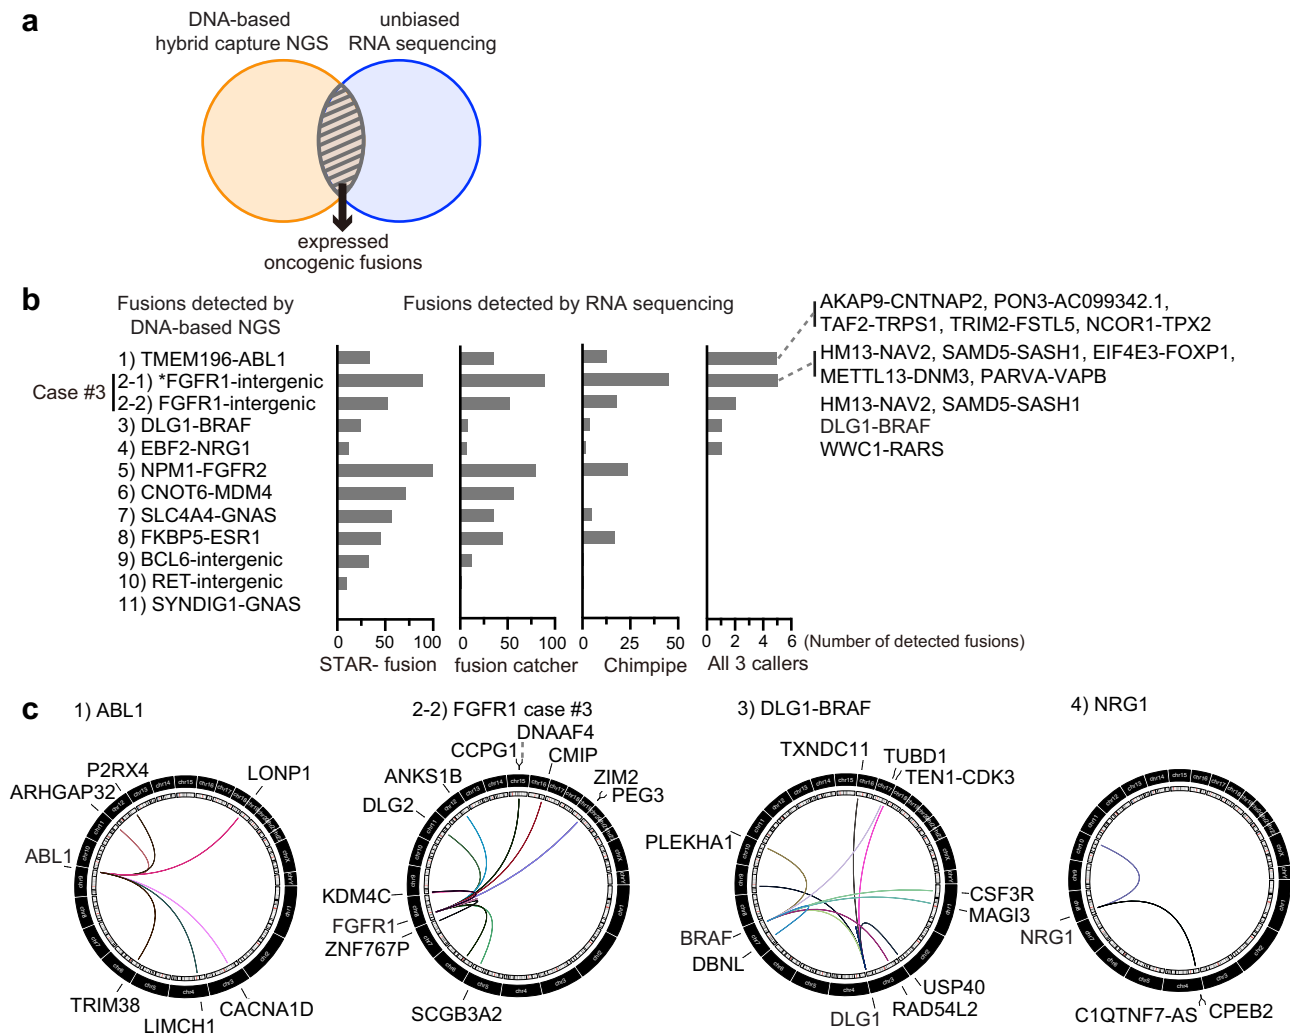 a
DNA-based
hybrid capture NGS
unbiased
RNA sequencing
expressed
oncogenic fusions
b
Fusions detected by
DNA-based NGS
Fusions detected by RNA sequencing
Case #3
1) TMEM196-ABL1
2-1) *FGFR1-intergenic
2-2) FGFR1-intergenic
3) DLG1-BRAF
4) EBF2-NRG1
5) NPM1-FGFR2
6) CNOT6-MDM4
7) SLC4A4-GNAS
8) FKBP5-ESR1
9) BCL6-intergenic
10) RET-intergenic
11) SYNDIG1-GNAS
AKAP9-CNTNAP2, PON3-AC099342.1,
TAF2-TRPS1, TRIM2-FSTL5, NCOR1-TPX2
HM13-NAV2, SAMD5-SASH1, EIF4E3-FOXP1,
METTL13-DNM3, PARVA-VAPB
HM13-NAV2, SAMD5-SASH1
DLG1-BRAF
WWC1-RARS
0 50 100
STAR- fusion
0 50 100
fusion catcher
0 25 50
Chimpipe
0 2 4 6
All 3 callers
(Number of detected fusions)
c
1) ABL1
P2RX4
ARHGAP32
LONP1
ABL1
TRIM38
LIMCH1
CACNA1D
2-2) FGFR1 case #3
DNAAF4
CCPG1
CMIP
ANKS1B
ZIM2
PEG3
DLG2
KDM4C
FGFR1
ZNF767P
SCGB3A2
3) DLG1-BRAF
TXNDC11
TUBD1
TEN1-CDK3
PLEKHA1
CSF3R
MAGI3
BRAF
DBNL
USP40
RAD54L2
DLG1
4) NRG1
NRG1
CPEB2
C1QTNF7-AS